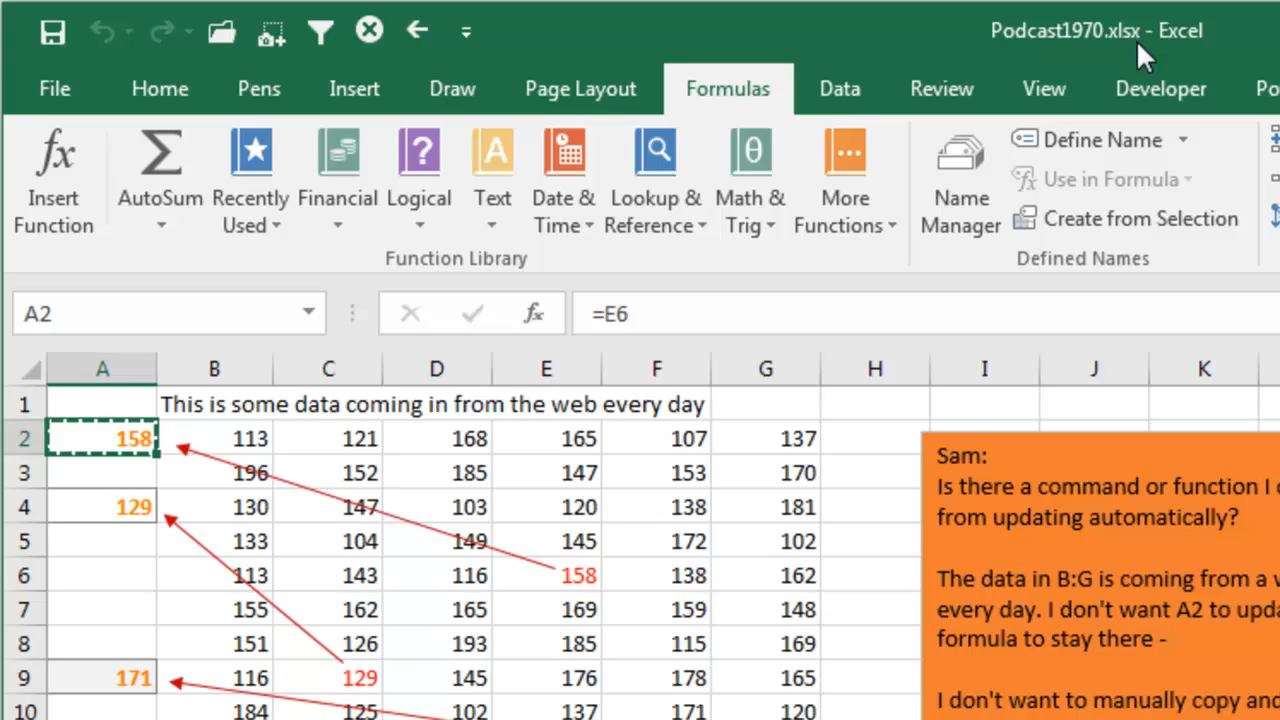 Podcast1970.xlsx - Excel
File Home Pens Insert Draw Page Layout Formulas Data Review View Developer
fx Σ ? A θ
Insert Function AutoSum Recently Used Financial Logical Text Date & Time Lookup & Reference Math & Trig More Functions Name Manager
Define Name
Use in Formula
Create from Selection
Function Library Defined Names
A2 fx =E6
A B C D E F G H I J K
1 This is some data coming in from the web every day
2 158 113 121 168 165 107 137
3 196 152 185 147 153 170
4 129 130 147 103 120 138 181
5 133 104 149 145 172 102
6 113 143 116 158 138 162
7 155 162 165 169 159 148
8 151 126 193 185 115 169
9 171 116 129 145 176 178 165
10 184 125 102 137 171 120
Sam:
Is there a command or function I
from updating automatically?
The data in B:G is coming from a
every day. I don't want A2 to
formula to stay there -
I don't want to manually copy